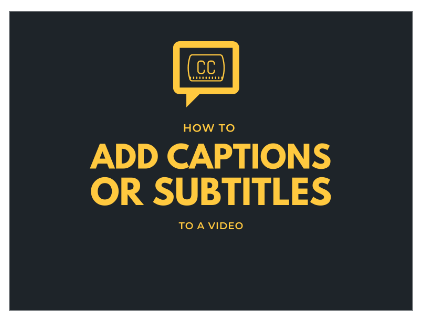 CC
HOW TO
ADD CAPTIONS
OR SUBTITLES
TO A VIDEO